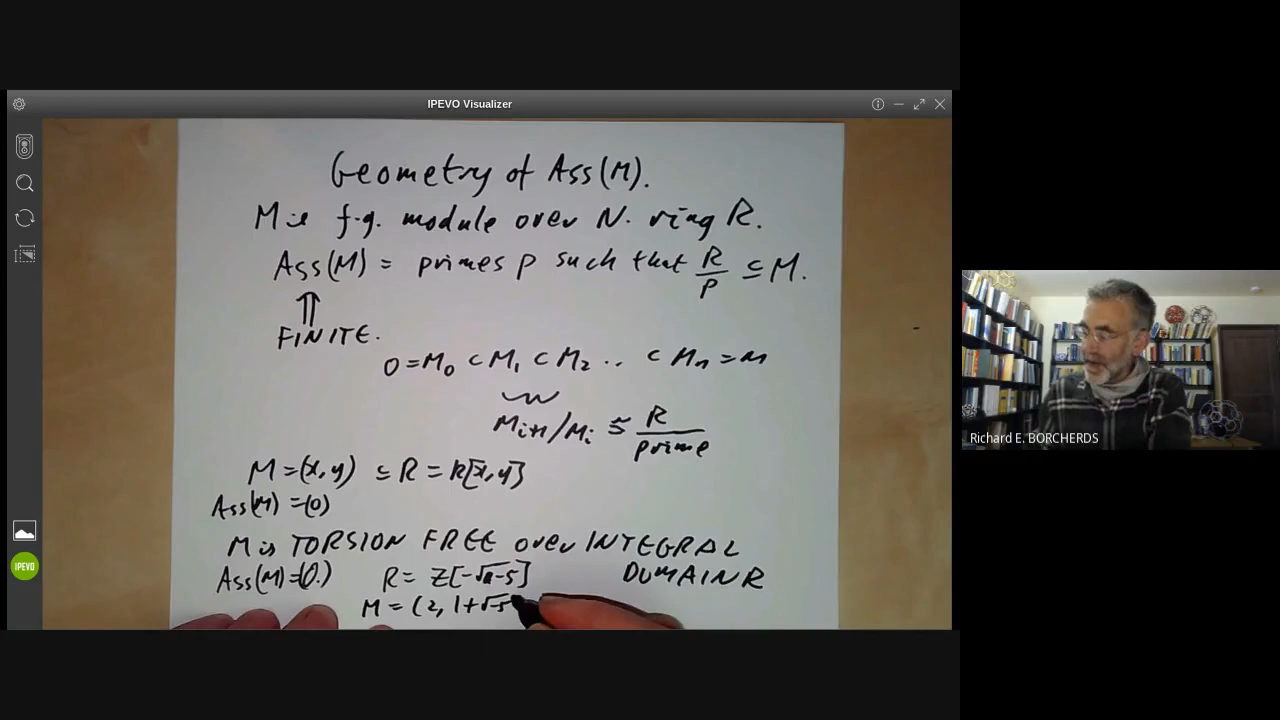 IPEVO Visualizer
Geometry of Ass(M).
M is f.g. module over N. ring R.
Ass(M) = primes p such that R/P ⊆ M.
⇑
FINITE.
0 = M₀ ⊂ M₁ ⊂ M₂ .. ⊂ Mₙ = M
Mᵢ₊₁/Mᵢ ≅ R/prime
M = (x, y) ⊆ R = k[x, y]
Ass(M) = (0)
M is TORSION FREE over INTEGRAL
DOMAIN R
Ass(M) = (0.) R = Z[-√-5]
M = (2, 1+√-5
Richard E. BORCHERDS
IPEVO